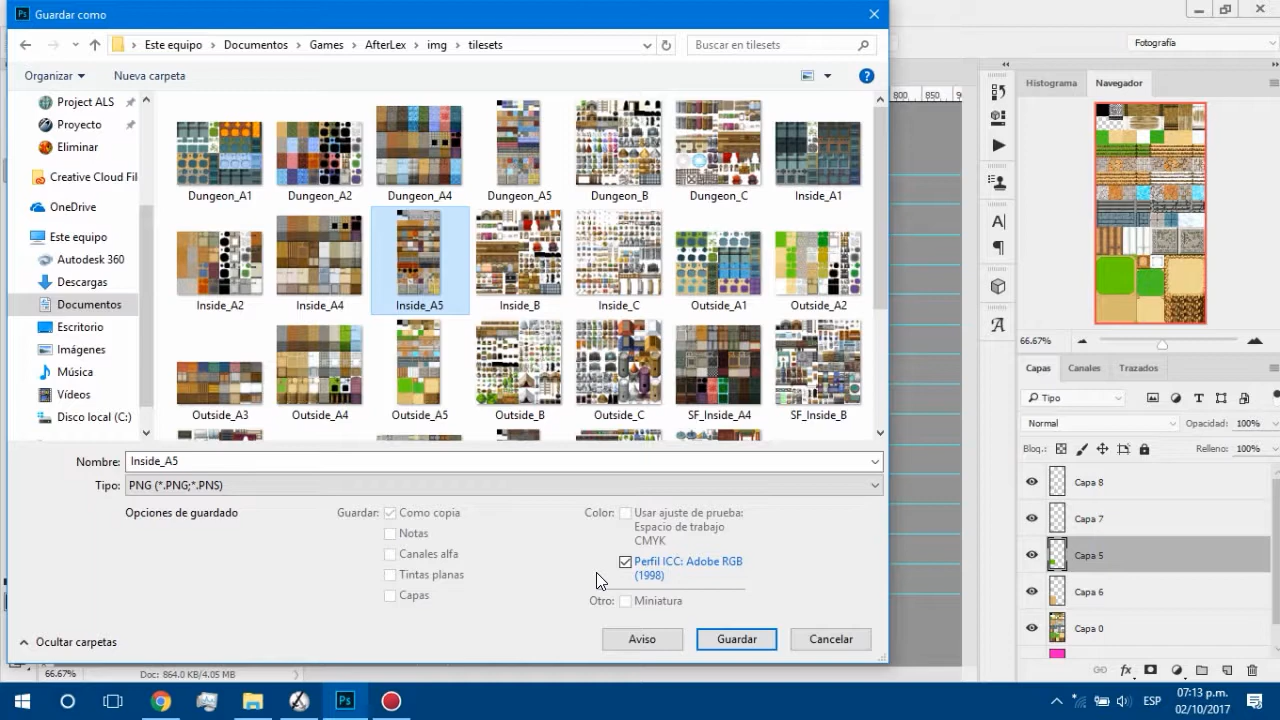 Ps Guardar como
Este equipo > Documentos > Games > AfterLex > img > tilesets
Buscar en tilesets
Organizar
Nueva carpeta
Project ALS
Proyecto
Eliminar
Creative Cloud Fil
OneDrive
Este equipo
Autodesk 360
Descargas
Documentos
Escritorio
Imágenes
Música
Vídeos
Disco local (C:)
Dungeon_A1
Dungeon_A2
Dungeon_A4
Dungeon_A5
Dungeon_B
Dungeon_C
Inside_A1
Inside_A2
Inside_A4
Inside_A5
Inside_B
Inside_C
Outside_A1
Outside_A2
Outside_A3
Outside_A4
Outside_A5
Outside_B
Outside_C
SF_Inside_A4
SF_Inside_B
Nombre: Inside_A5
Tipo: PNG (*.PNG;*.PNS)
Opciones de guardado
Guardar: Como copia
Notas
Canales alfa
Tintas planas
Capas
Color: Usar ajuste de prueba:
Espacio de trabajo
CMYK
Perfil ICC: Adobe RGB
(1998)
Otro: Miniatura
Ocultar carpetas
Aviso
Guardar
Cancelar
66.67%
Doc: 864.0 KB/4.05 MB
800
850
9
Fotografía
Histograma
Navegador
66.67%
Capas
Canales
Trazados
Tipo
Normal
Opacidad: 100%
Bloq.:
Relleno: 100%
Capa 8
Capa 7
Capa 5
Capa 6
Capa 0
fx
Ps
ESP
07:13 p.m.
02/10/2017